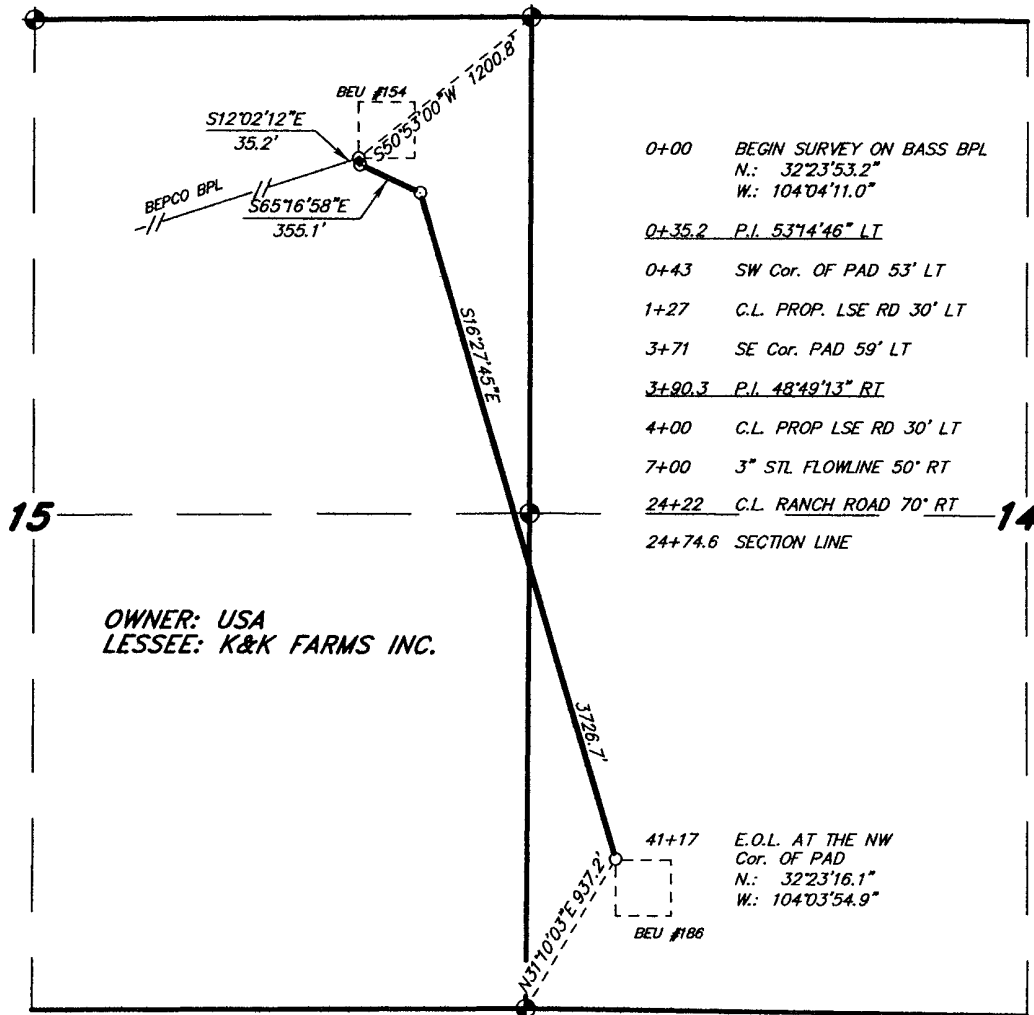 S50°53'00"W 1200.8'
BEU #154
S12°02'12"E
35.2'
BEPCO BPL
S65°16'58"E
355.1'
S16°27'45"E
3726.7'
0+00 BEGIN SURVEY ON BASS BPL
N.: 32°23'53.2"
W.: 104°04'11.0"
0+35.2 P.I. 53°14'46" LT
0+43 SW Cor. OF PAD 53' LT
1+27 C.L. PROP. LSE RD 30' LT
3+71 SE Cor. PAD 59' LT
3+90.3 P.I. 48°49'13" RT
4+00 C.L. PROP LSE RD 30' LT
7+00 3" STL FLOWLINE 50° RT
24+22 C.L. RANCH ROAD 70° RT
24+74.6 SECTION LINE
15
14
OWNER: USA
LESSEE: K&K FARMS INC.
41+17 E.O.L. AT THE NW
Cor. OF PAD
N.: 32°23'16.1"
W.: 104°03'54.9"
N31°10'03"E 937.2'
BEU #186